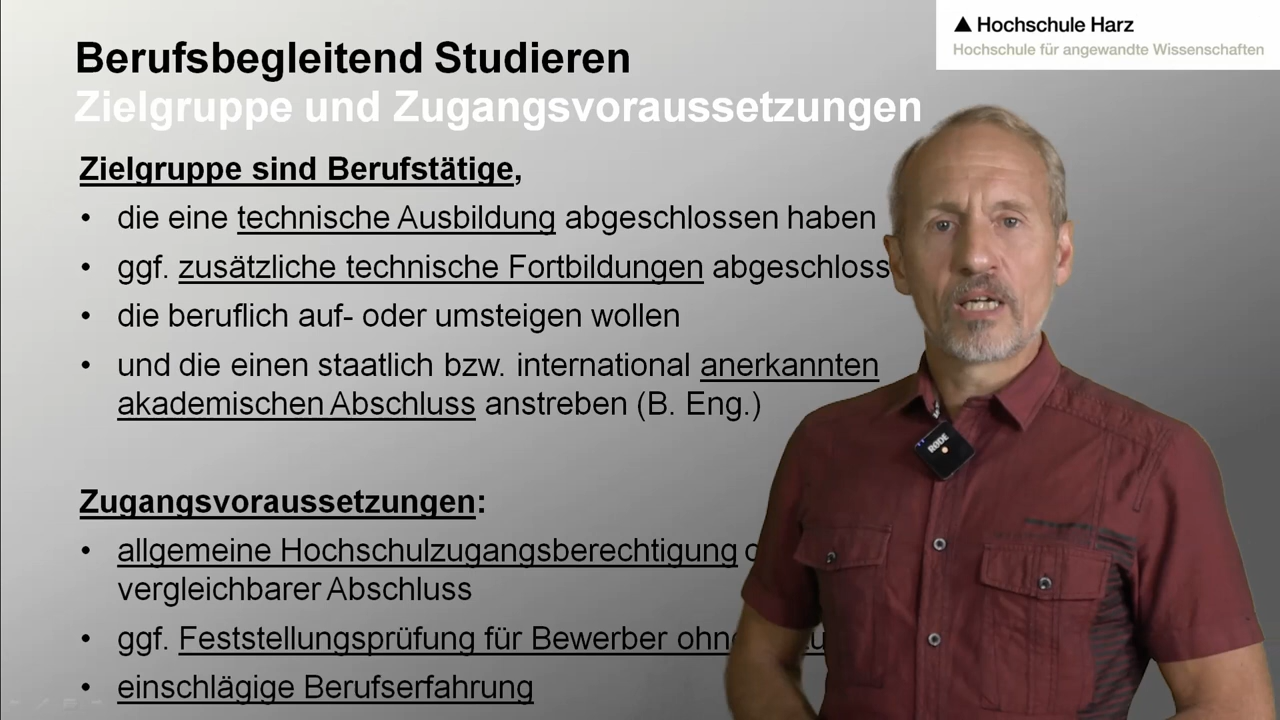 Hochschule Harz
Hochschule für angewandte Wissenschaften
Berufsbegleitend Studieren
Zielgruppe und Zugangsvoraussetzungen
Zielgruppe sind Berufstätige,
• die eine technische Ausbildung abgeschlossen haben
• ggf. zusätzliche technische Fortbildungen
• die beruflich auf- oder umsteigen wollen
• und die einen staatlich bzw. international anerkannten
akademischen Abschluss anstreben (B. Eng.)
Zugangsvoraussetzungen:
• allgemeine Hochschulzugangsberechtigung
vergleichbarer Abschluss
• ggf. Feststellungsprüfung für Bewerber
• einschlägige Berufserfahrung
RØDE